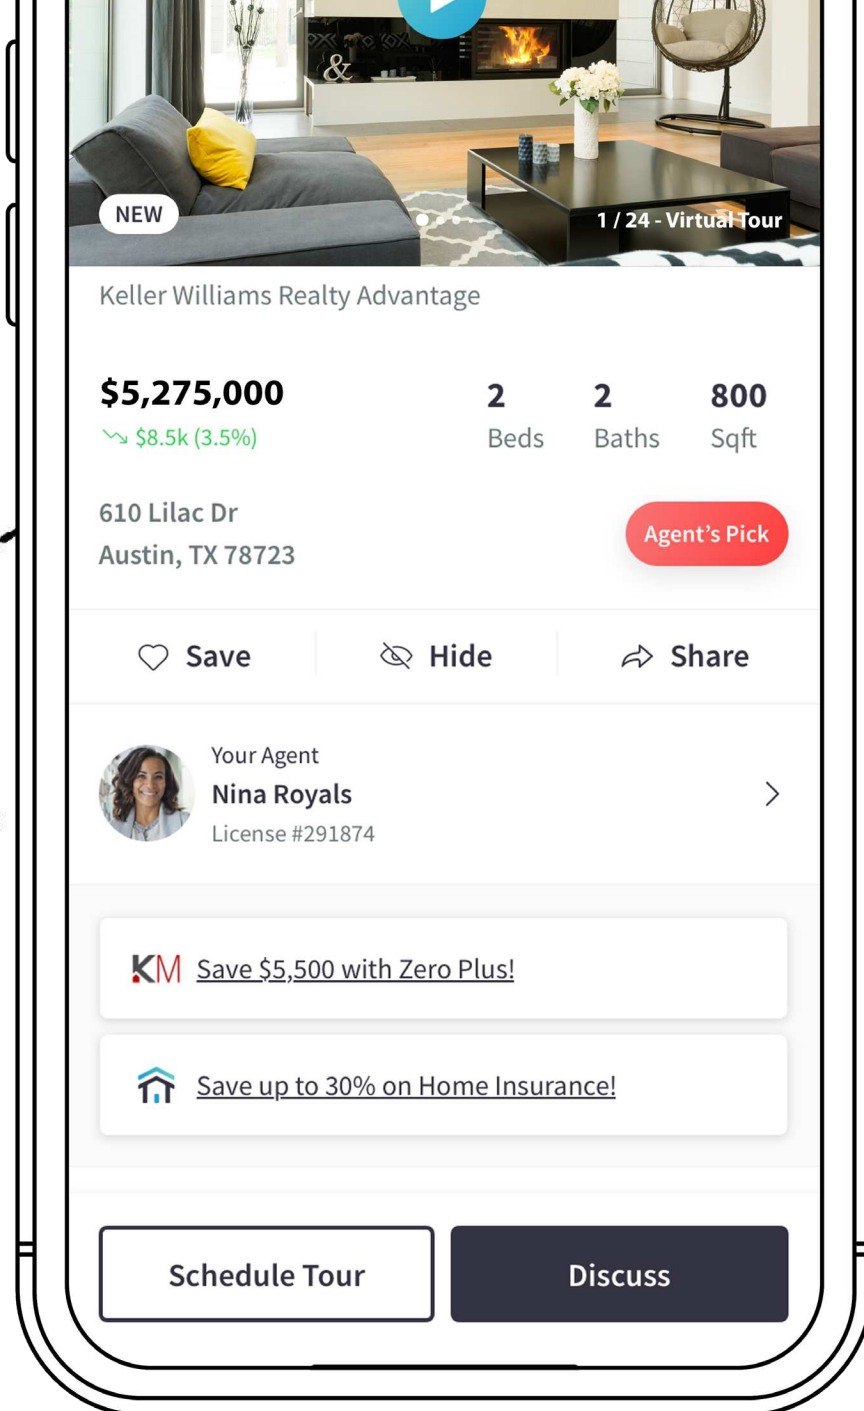 &
NEW
1 / 24 - Virtual Tour
Keller Williams Realty Advantage
$5,275,000
$8.5k (3.5%)
2
Beds
2
Baths
800
Sqft
610 Lilac Dr
Austin, TX 78723
Agent’s Pick
Save
Hide
Share
Your Agent
Nina Royals
License #291874
KM Save $5,500 with Zero Plus!
Save up to 30% on Home Insurance!
Schedule Tour
Discuss